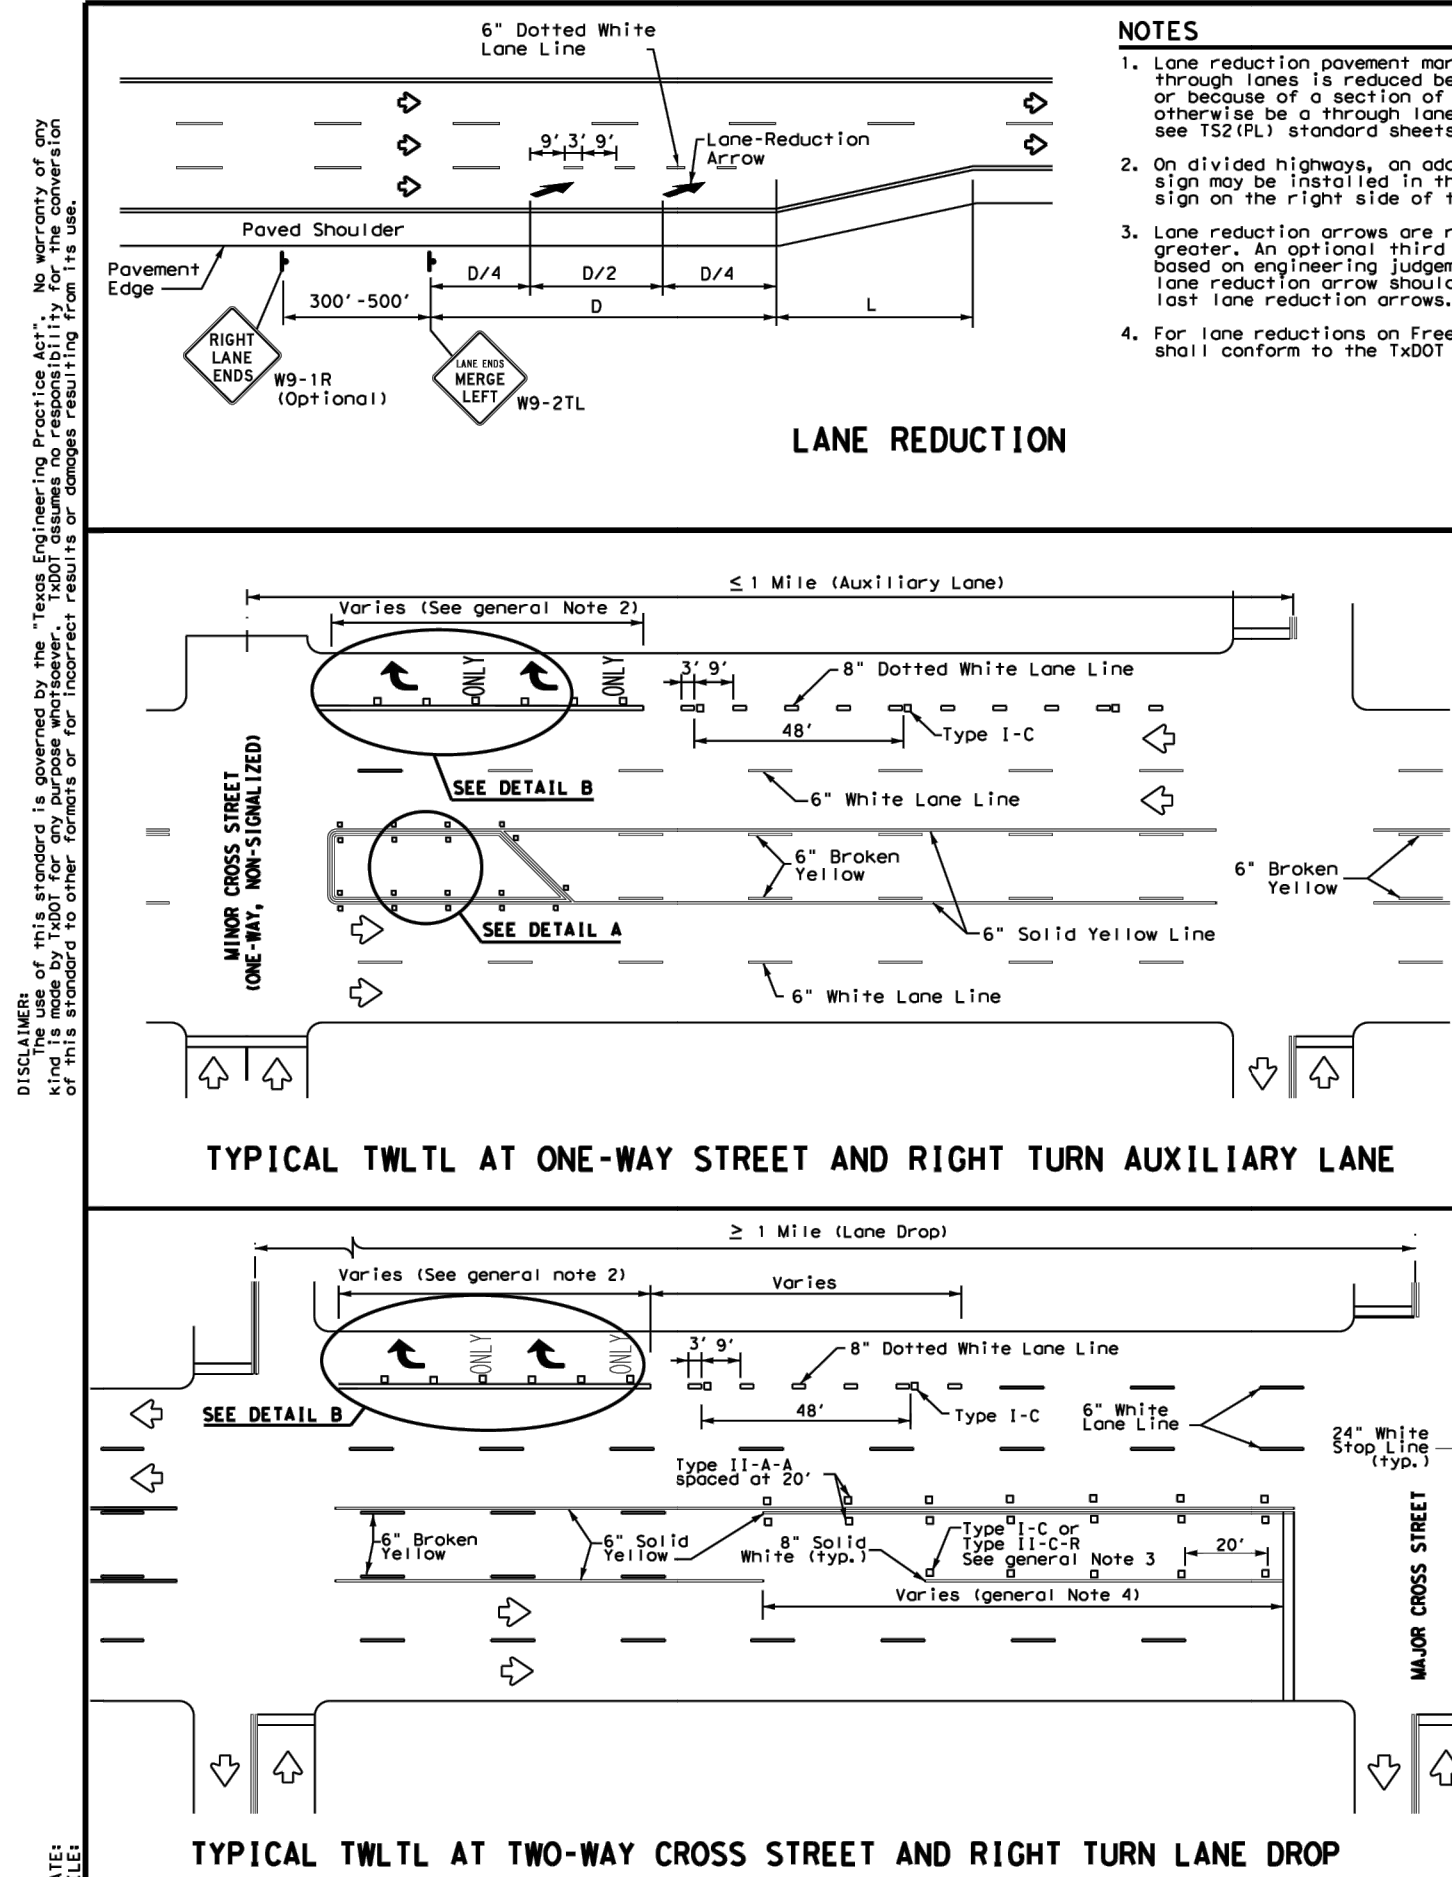 DISCLAIMER:
The use of this standard is governed by the "Texas Engineering Practice Act". No warranty of any
kind is made by TxDOT for any purpose whatsoever. TxDOT assumes no responsibility for the conversion
of this standard to other formats or for incorrect results or damages resulting from its use.
ATE:
LE:
6" Dotted White
Lane Line
9' 3' 9'
Lane-Reduction
Arrow
Paved Shoulder
Pavement
Edge
D/4
D/2
D/4
300'-500'
D
L
RIGHT
LANE
ENDS
W9-1R
(Optional)
LANE ENDS
MERGE
LEFT
W9-2TL
LANE REDUCTION
NOTES
1. Lane reduction pavement mar
through lanes is reduced be
or because of a section of
otherwise be a through lane
see TS2(PL) standard sheets
2. On divided highways, an add
sign may be installed in th
sign on the right side of t
3. Lane reduction arrows are r
greater. An optional third
based on engineering judgem
lane reduction arrow shoul
last lane reduction arrows.
4. For lane reductions on Free
shall conform to the TxDOT
≤ 1 Mile (Auxiliary Lane)
Varies (See general Note 2)
ONLY
ONLY
3' 9'
8" Dotted White Lane Line
48'
Type I-C
SEE DETAIL B
6" White Lane Line
MINOR CROSS STREET
(ONE-WAY, NON-SIGNALIZED)
6" Broken
Yellow
6" Broken
Yellow
SEE DETAIL A
6" Solid Yellow Line
6" White Lane Line
TYPICAL TWLTL AT ONE-WAY STREET AND RIGHT TURN AUXILIARY LANE
≥ 1 Mile (Lane Drop)
Varies (See general note 2)
Varies
ONLY
ONLY
3' 9'
8" Dotted White Lane Line
SEE DETAIL B
48'
Type I-C
6" White
Lane Line
24" White
Stop Line
(typ.)
Type II-A-A
spaced at 20'
6" Broken
Yellow
6" Solid
Yellow
8" Solid
White (typ.)
Type I-C or
Type II-C-R
See general Note 3
20'
Varies (general Note 4)
MAJOR CROSS STREET
TYPICAL TWLTL AT TWO-WAY CROSS STREET AND RIGHT TURN LANE DROP